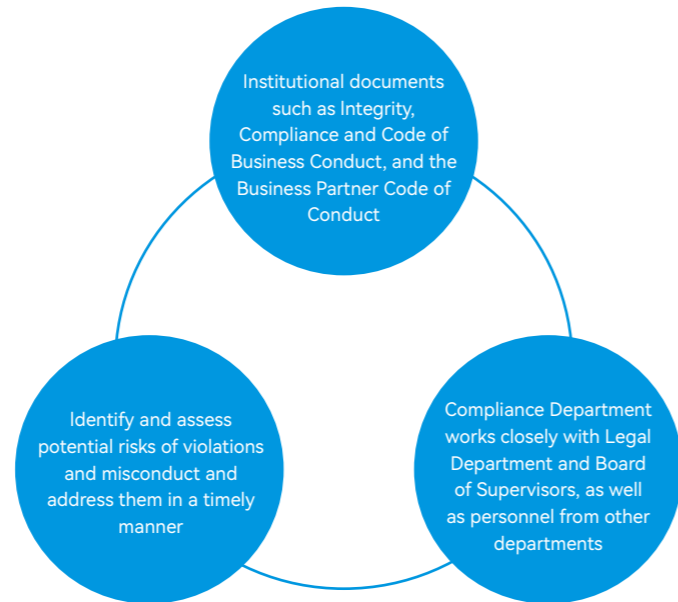 Institutional documents
such as Integrity,
Compliance and Code of
Business Conduct, and the
Business Partner Code of
Conduct
Identify and assess
potential risks of violations
and misconduct and
address them in a timely
manner
Compliance Department
works closely with Legal
Department and Board
of Supervisors, as well
as personnel from other
departments